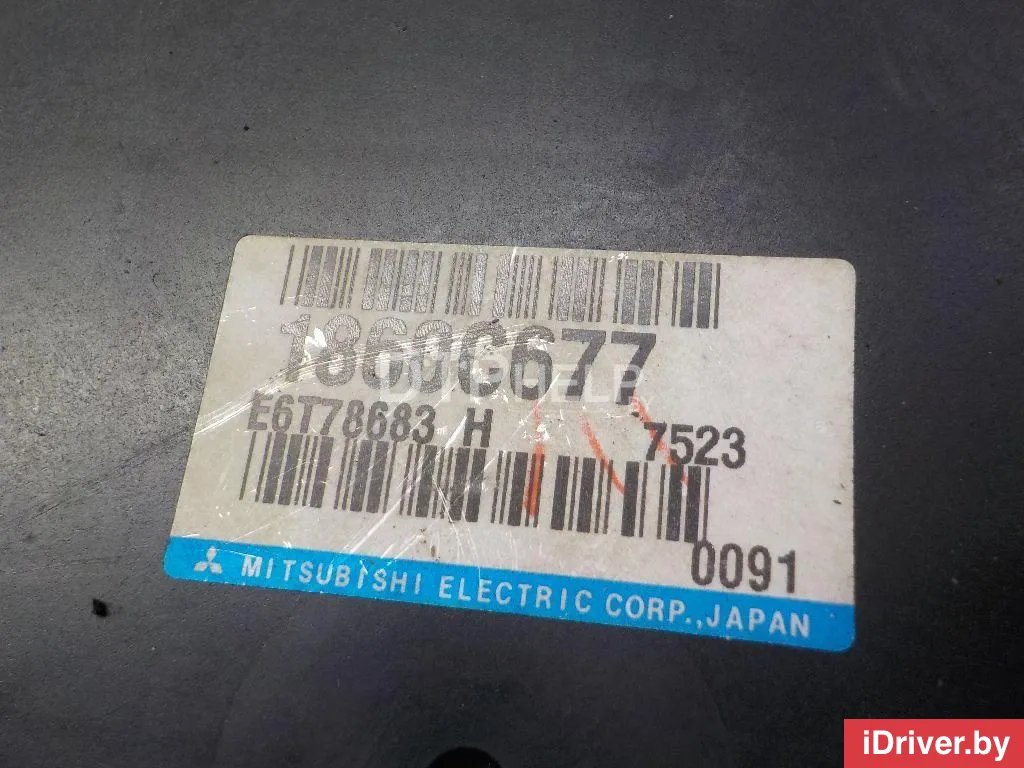 1860C677
E6T78683 H 7523
0091
MITSUBISHI ELECTRIC CORP.,JAPAN
iDriver.by